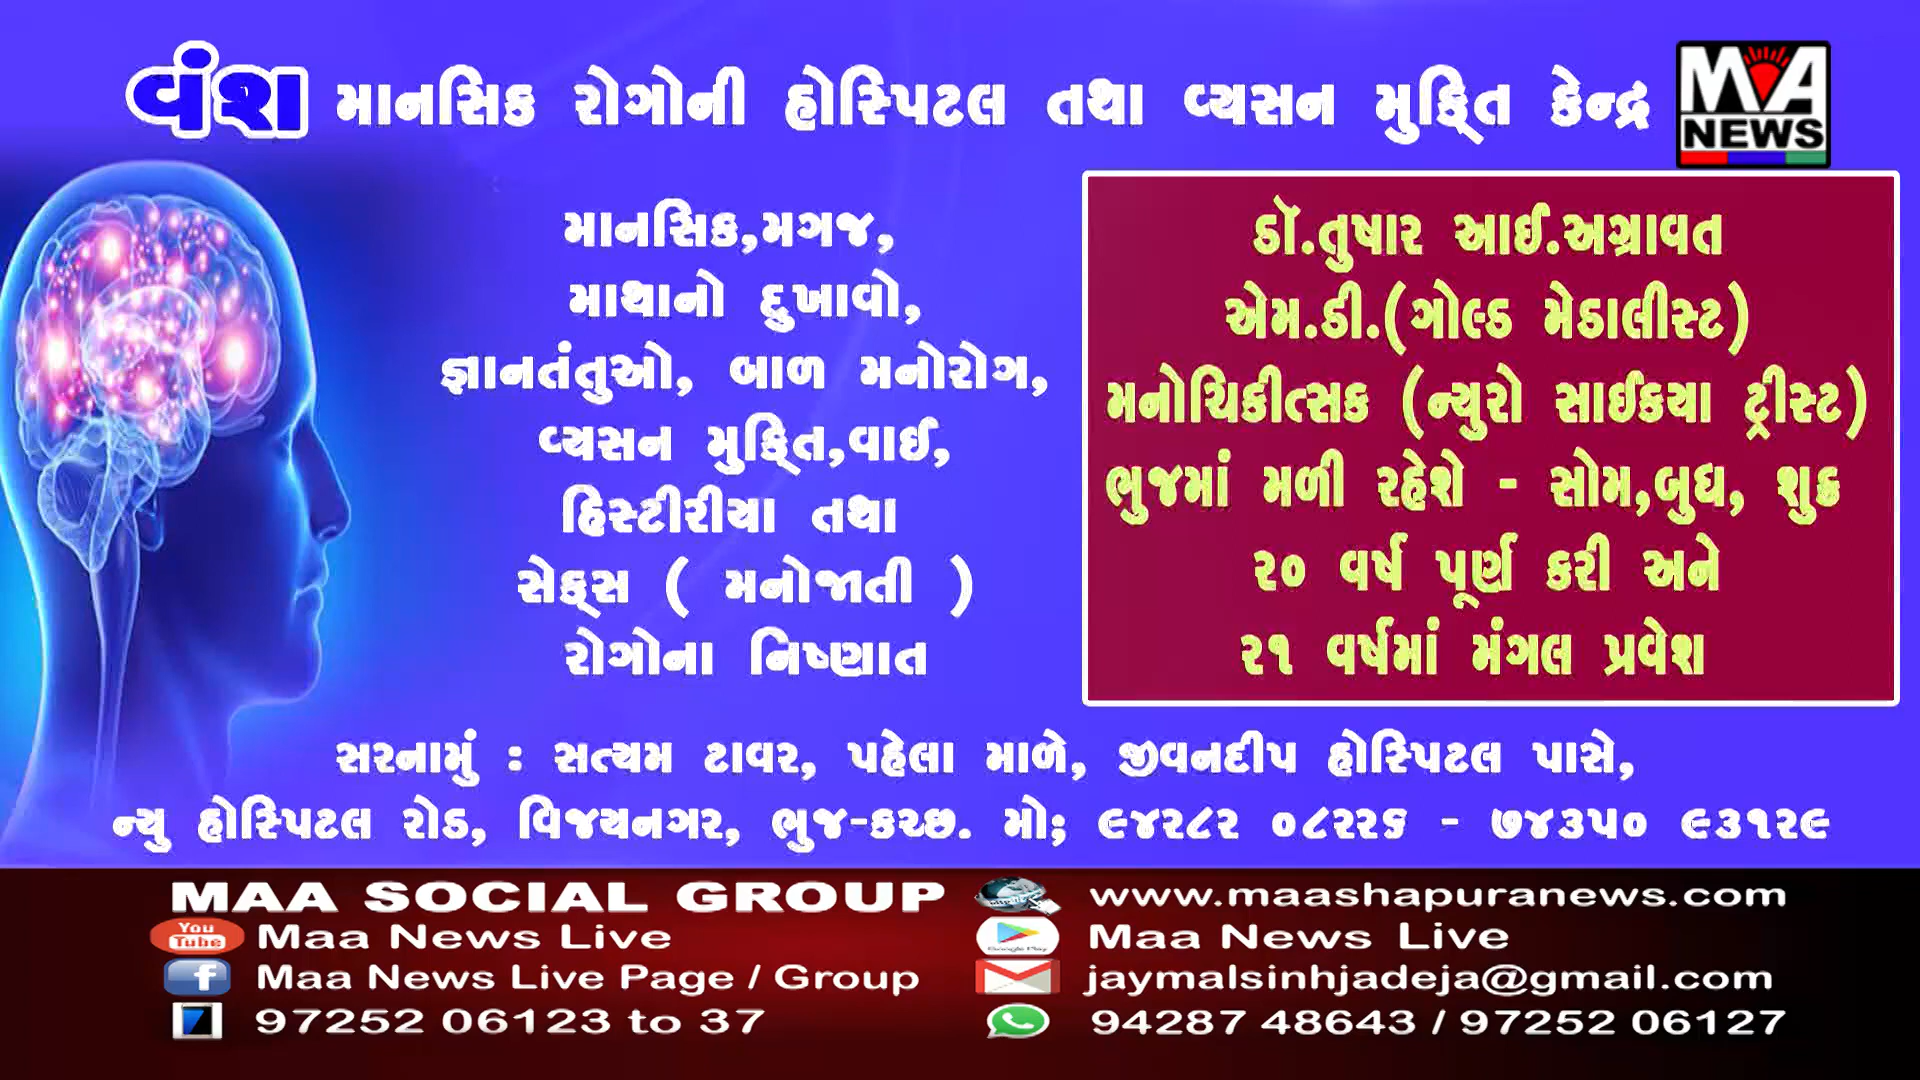 વંશ માનસિક રોગોની હોસ્પિટલ તથા વ્યસન મુક્તિ કેન્દ્ર
MAA NEWS
માનસિક,મગજ,
માથાનો દુખાવો,
જ્ઞાનતંતુઓ, બાળ મનોરોગ,
વ્યસન મુક્તિ,વાઈ,
હિસ્ટીરીયા તથા
સેક્સ ( મનોજાતી )
રોગોના નિષ્ણાત
ડૉ.તુષાર આઈ.અગ્રાવત
એમ.ડી.(ગોલ્ડ મેડાલીસ્ટ)
મનોચિકીત્સક (ન્યુરો સાઈકયા ટ્રીસ્ટ)
ભુજમાં મળી રહેશે - સોમ,બુધ, શુક્ર
૨૦ વર્ષ પૂર્ણ કરી અને
૨૧ વર્ષમાં મંગલ પ્રવેશ
સરનામું : સત્યમ ટાવર, પહેલા માળે, જીવનદીપ હોસ્પિટલ પાસે,
ન્યુ હોસ્પિટલ રોડ, વિજયનગર, ભુજ-કચ્છ. મો; ૯૪૨૮૨ ૦૮૨૨૬ - ૭૪૩૫૦ ૯૩૧૨૯
MAA SOCIAL GROUP
You Tube Maa News Live
Maa News Live Page / Group
97252 06123 to 37
www.maashapuranews.com
Google Play Maa News Live
jaymalsinhjadeja@gmail.com
94287 48643 / 97252 06127